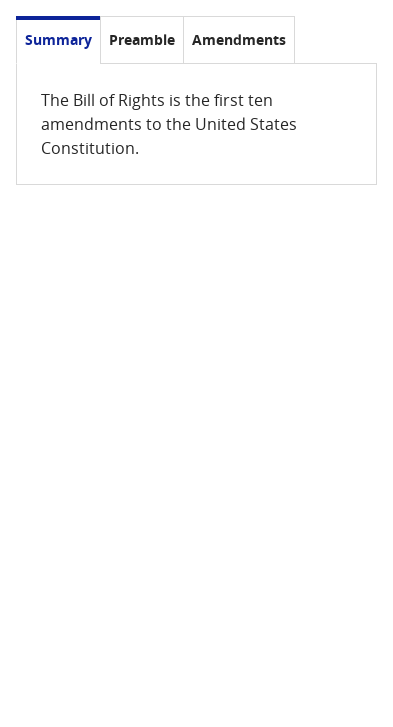 Summary Preamble Amendments
The Bill of Rights is the first ten
amendments to the United States
Constitution.